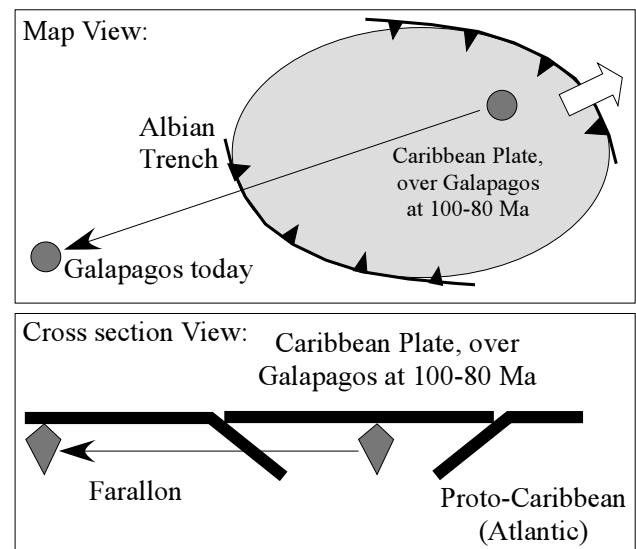 Map View:
Albian
Trench
Caribbean Plate,
over Galapagos
at 100-80 Ma
Galapagos today
Cross section View:
Caribbean Plate, over
Galapagos at 100-80 Ma
Farallon
Proto-Caribbean
(Atlantic)